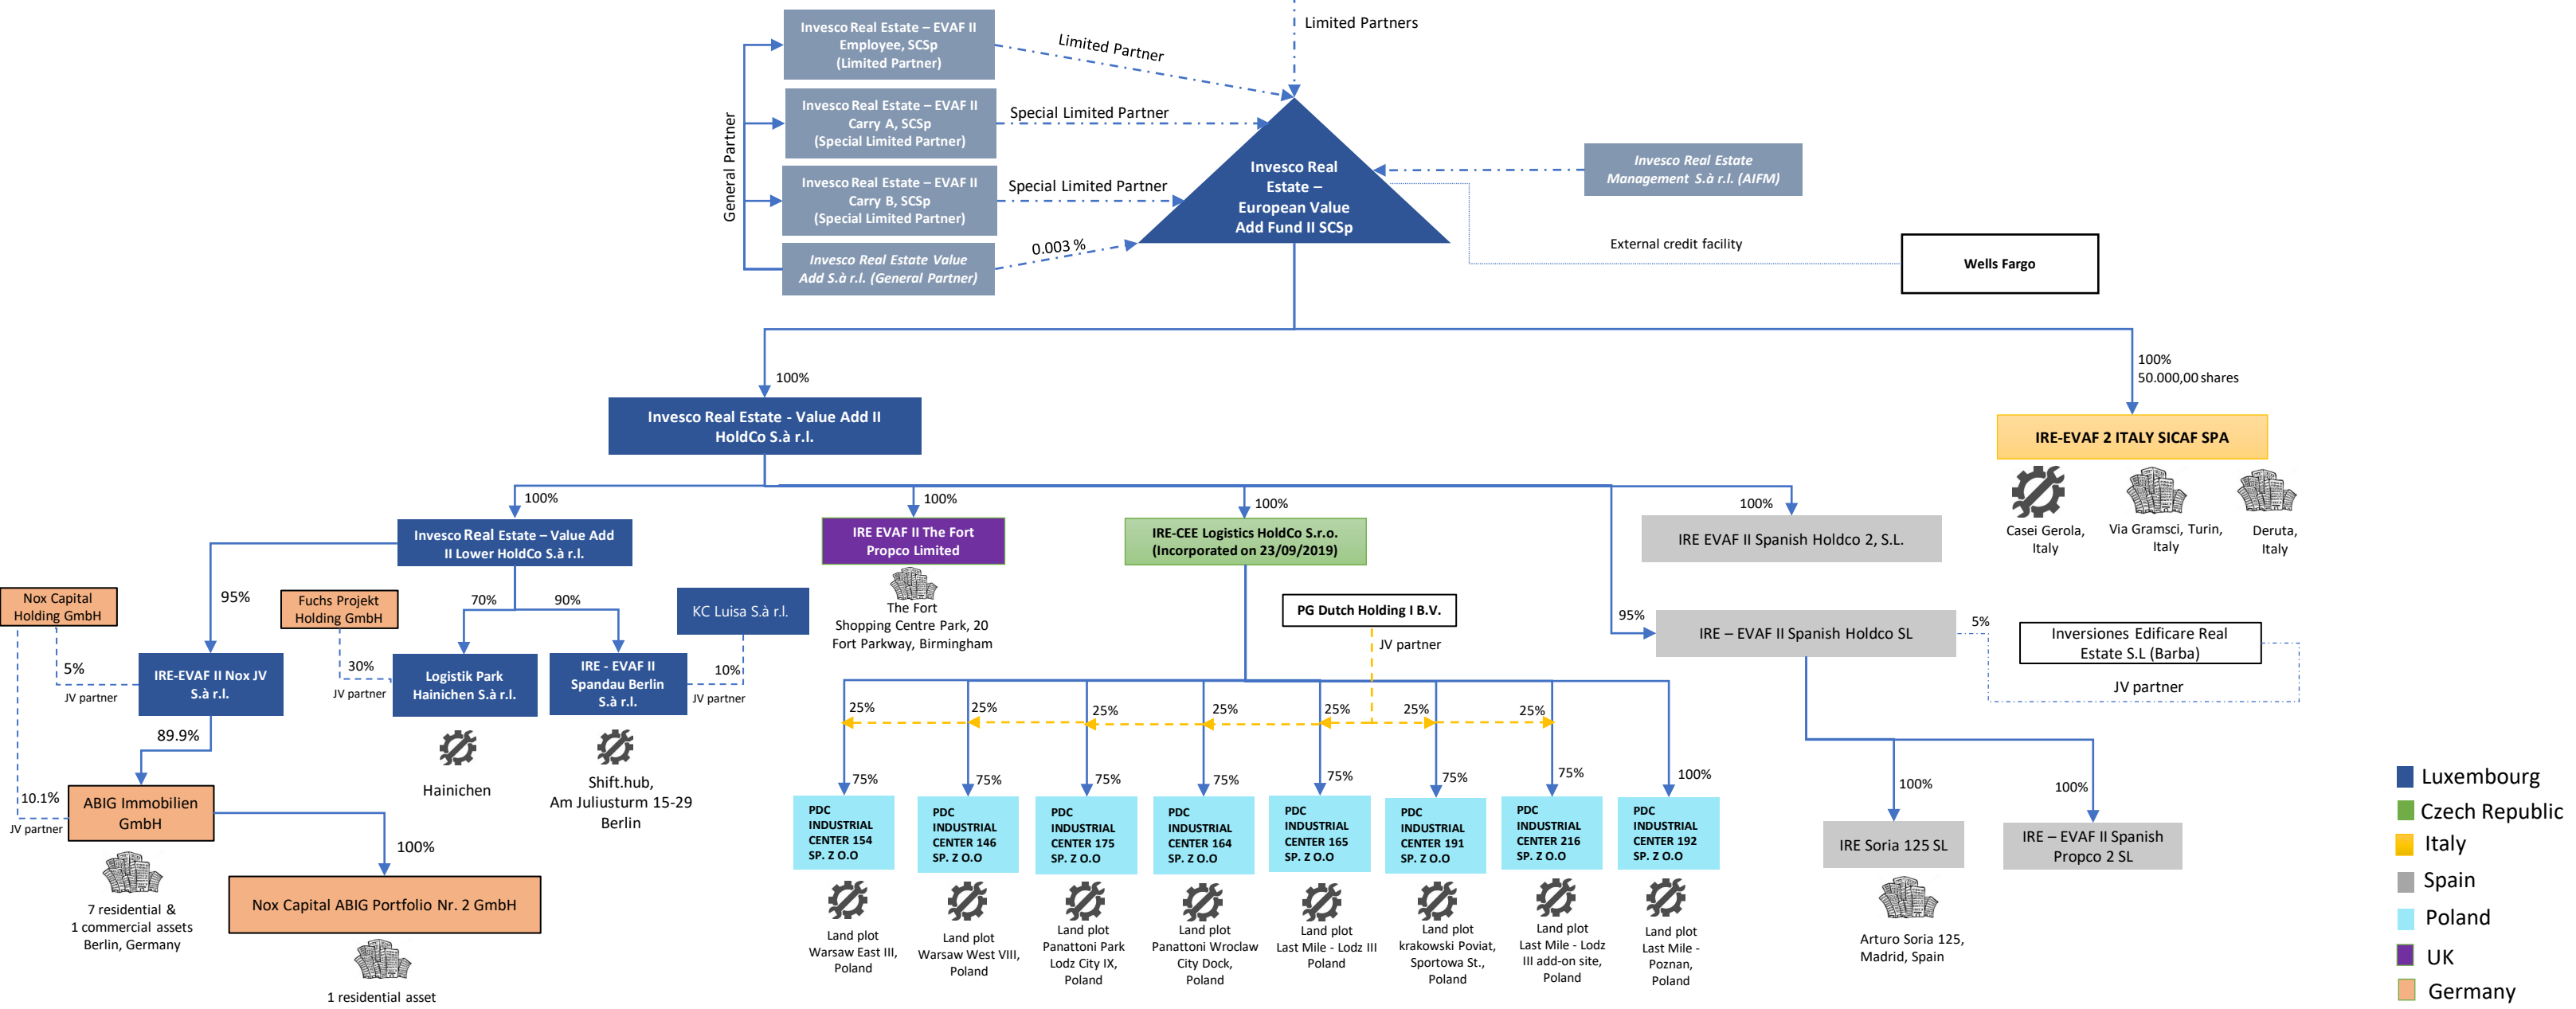 Limited Partners
Invesco Real Estate – EVAF II
Employee, SCSp
(Limited Partner)
Limited Partner
Invesco Real Estate – EVAF II
Carry A, SCSp
(Special Limited Partner)
Special Limited Partner
General Partner
Invesco Real Estate – EVAF II
Carry B, SCSp
(Special Limited Partner)
Special Limited Partner
Invesco Real Estate Value
Add S.à r.l. (General Partner)
0.003 %
Invesco Real
Estate –
European Value
Add Fund II SCSp
Invesco Real Estate
Management S.à r.l. (AIFM)
External credit facility
Wells Fargo
100%
100%
50.000,00 shares
Invesco Real Estate - Value Add II
HoldCo S.à r.l.
IRE-EVAF 2 ITALY SICAF SPA
Casei Gerola,
Italy
Via Gramsci, Turin,
Italy
Deruta,
Italy
100%
100%
100%
100%
Invesco Real Estate – Value Add
II Lower HoldCo S.à r.l.
IRE EVAF II The Fort
Propco Limited
IRE-CEE Logistics HoldCo S.r.o.
(Incorporated on 23/09/2019)
IRE EVAF II Spanish Holdco 2, S.L.
The Fort
Shopping Centre Park, 20
Fort Parkway, Birmingham
Nox Capital
Holding GmbH
95%
Fuchs Projekt
Holding GmbH
70%
90%
KC Luisa S.à r.l.
PG Dutch Holding I B.V.
JV partner
95%
IRE – EVAF II Spanish Holdco SL
5%
Inversiones Edificare Real
Estate S.L (Barba)
JV partner
5%
JV partner
IRE-EVAF II Nox JV
S.à r.l.
30%
JV partner
Logistik Park
Hainichen S.à r.l.
IRE - EVAF II
Spandau Berlin
S.à r.l.
10%
JV partner
89.9%
Hainichen
Shift.hub,
Am Juliusturm 15-29
Berlin
10.1%
JV partner
ABIG Immobilien
GmbH
100%
7 residential &
1 commercial assets
Berlin, Germany
Nox Capital ABIG Portfolio Nr. 2 GmbH
1 residential asset
25%
25%
25%
25%
25%
25%
25%
75%
75%
75%
75%
75%
75%
75%
100%
PDC
INDUSTRIAL
CENTER 154
SP. Z O.O
PDC
INDUSTRIAL
CENTER 146
SP. Z O.O
PDC
INDUSTRIAL
CENTER 175
SP. Z O.O
PDC
INDUSTRIAL
CENTER 164
SP. Z O.O
PDC
INDUSTRIAL
CENTER 165
SP. Z O.O
PDC
INDUSTRIAL
CENTER 191
SP. Z O.O
PDC
INDUSTRIAL
CENTER 216
SP. Z O.O
PDC
INDUSTRIAL
CENTER 192
SP. Z O.O
Land plot
Warsaw East III,
Poland
Land plot
Warsaw West VIII,
Poland
Land plot
Panattoni Park
Lodz City IX,
Poland
Land plot
Panattoni Wroclaw
City Dock,
Poland
Land plot
Last Mile - Lodz III
Poland
Land plot
krakowski Poviat,
Sportowa St.,
Poland
Land plot
Last Mile - Lodz
III add-on site,
Poland
Land plot
Last Mile -
Poznan,
Poland
100%
100%
IRE Soria 125 SL
IRE – EVAF II Spanish
Propco 2 SL
Arturo Soria 125,
Madrid, Spain
Luxembourg
Czech Republic
Italy
Spain
Poland
UK
Germany